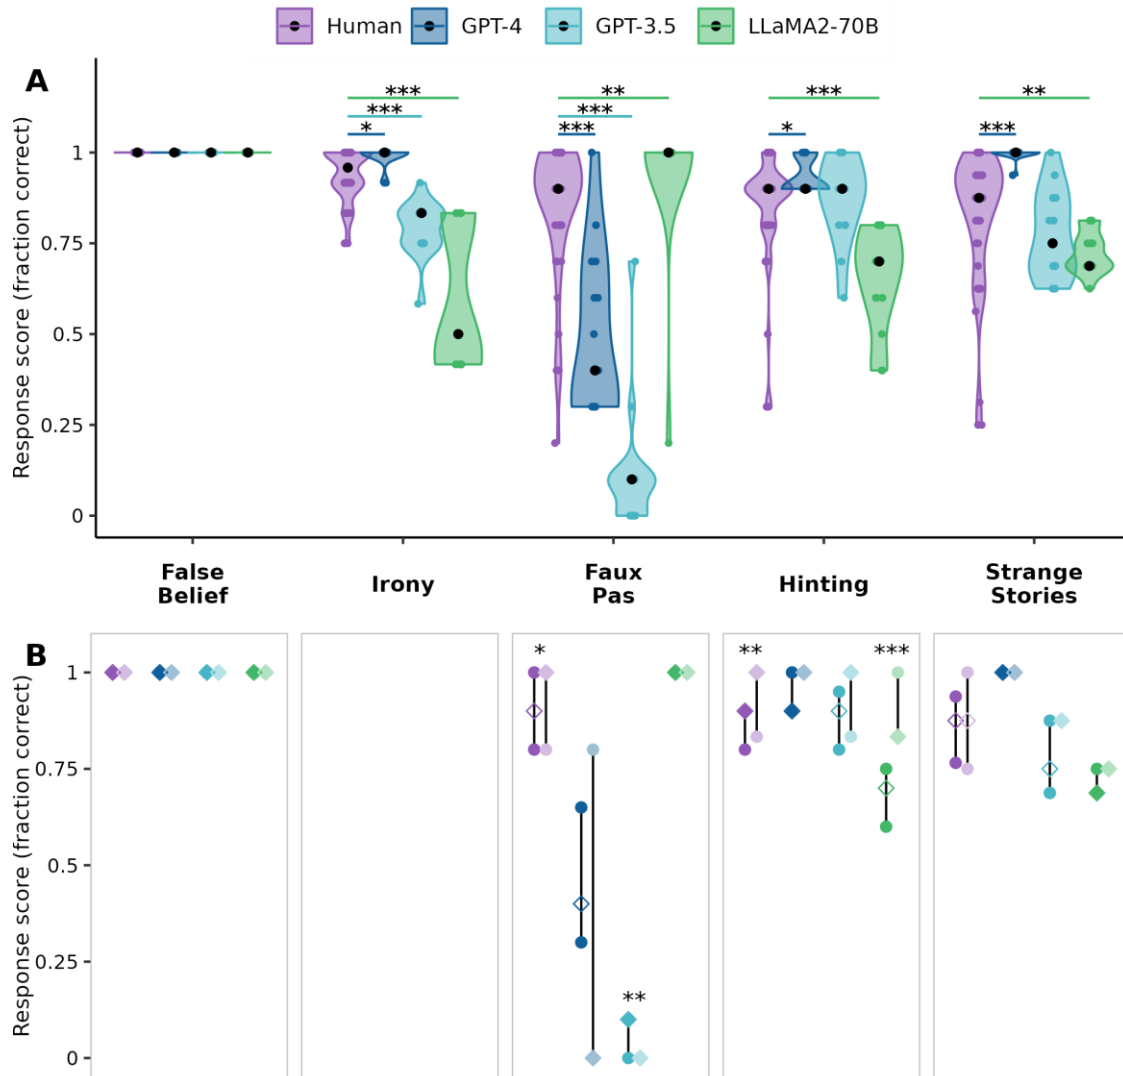 Human GPT-4 GPT-3.5 LLaMA2-70B
A
Response score (fraction correct)
1
0.75
0.5
0.25
0
***
***
*
**
***
***
***
*
**
***
False
Belief
Irony
Faux
Pas
Hinting
Strange
Stories
B
Response score (fraction correct)
1
0.75
0.5
0.25
0
*
**
**
***